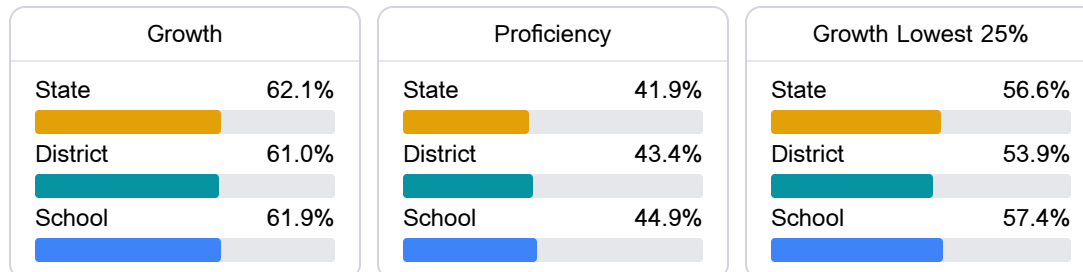 Growth
State 62.1%
District 61.0%
School 61.9%
Proficiency
State 41.9%
District 43.4%
School 44.9%
Growth Lowest 25%
State 56.6%
District 53.9%
School 57.4%